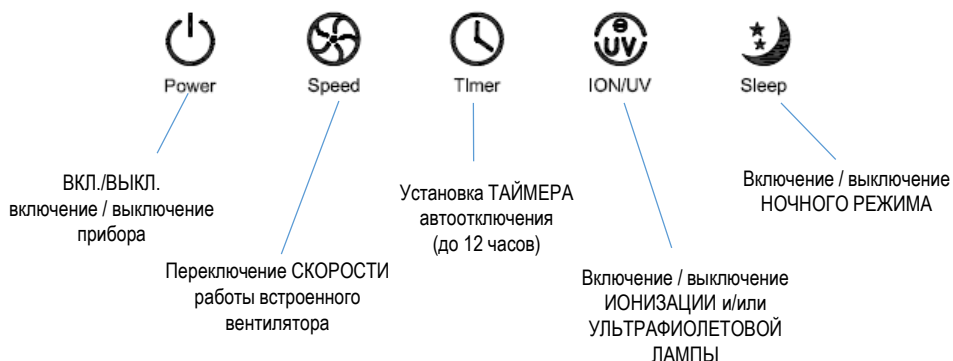 UV
Power
Speed
TImer
ION/UV
Sleep
ВКЛ./ВЫКЛ.
включение / выключение
прибора
Переключение СКОРОСТИ
работы встроенного
вентилятора
Установка ТАЙМЕРА
автоотключения
(до 12 часов)
Включение / выключение
ИОНИЗАЦИИ и/или
УЛЬТРАФИОЛЕТОВОЙ
ЛАМПЫ
Включение / выключение
НОЧНОГО РЕЖИМА